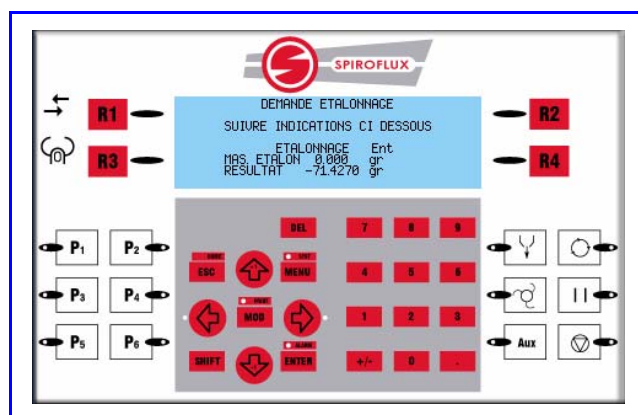 SPIROFLUX
DEMANDE ETALONNAGE
SUIVRE INDICATIONS CI DESSOUS
ETALONNAGE Ent
MAS. ETALON 0.000 gr
RESULTAT -71.4270 gr
R1
R2
R3
R4
DEL
7
8
9
ESC
MENU
4
5
6
MOD
1
2
3
SHIFT
ENTER
+/-
0
.
P1
P2
P3
P4
P5
P6
Aux